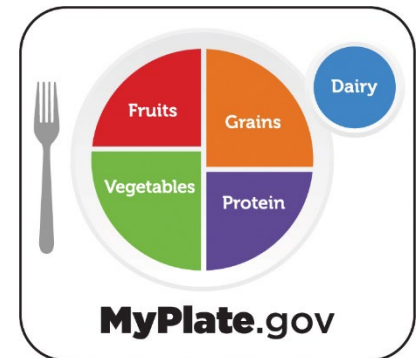 Fruits
Grains
Dairy
Vegetables
Protein
MyPlate.gov